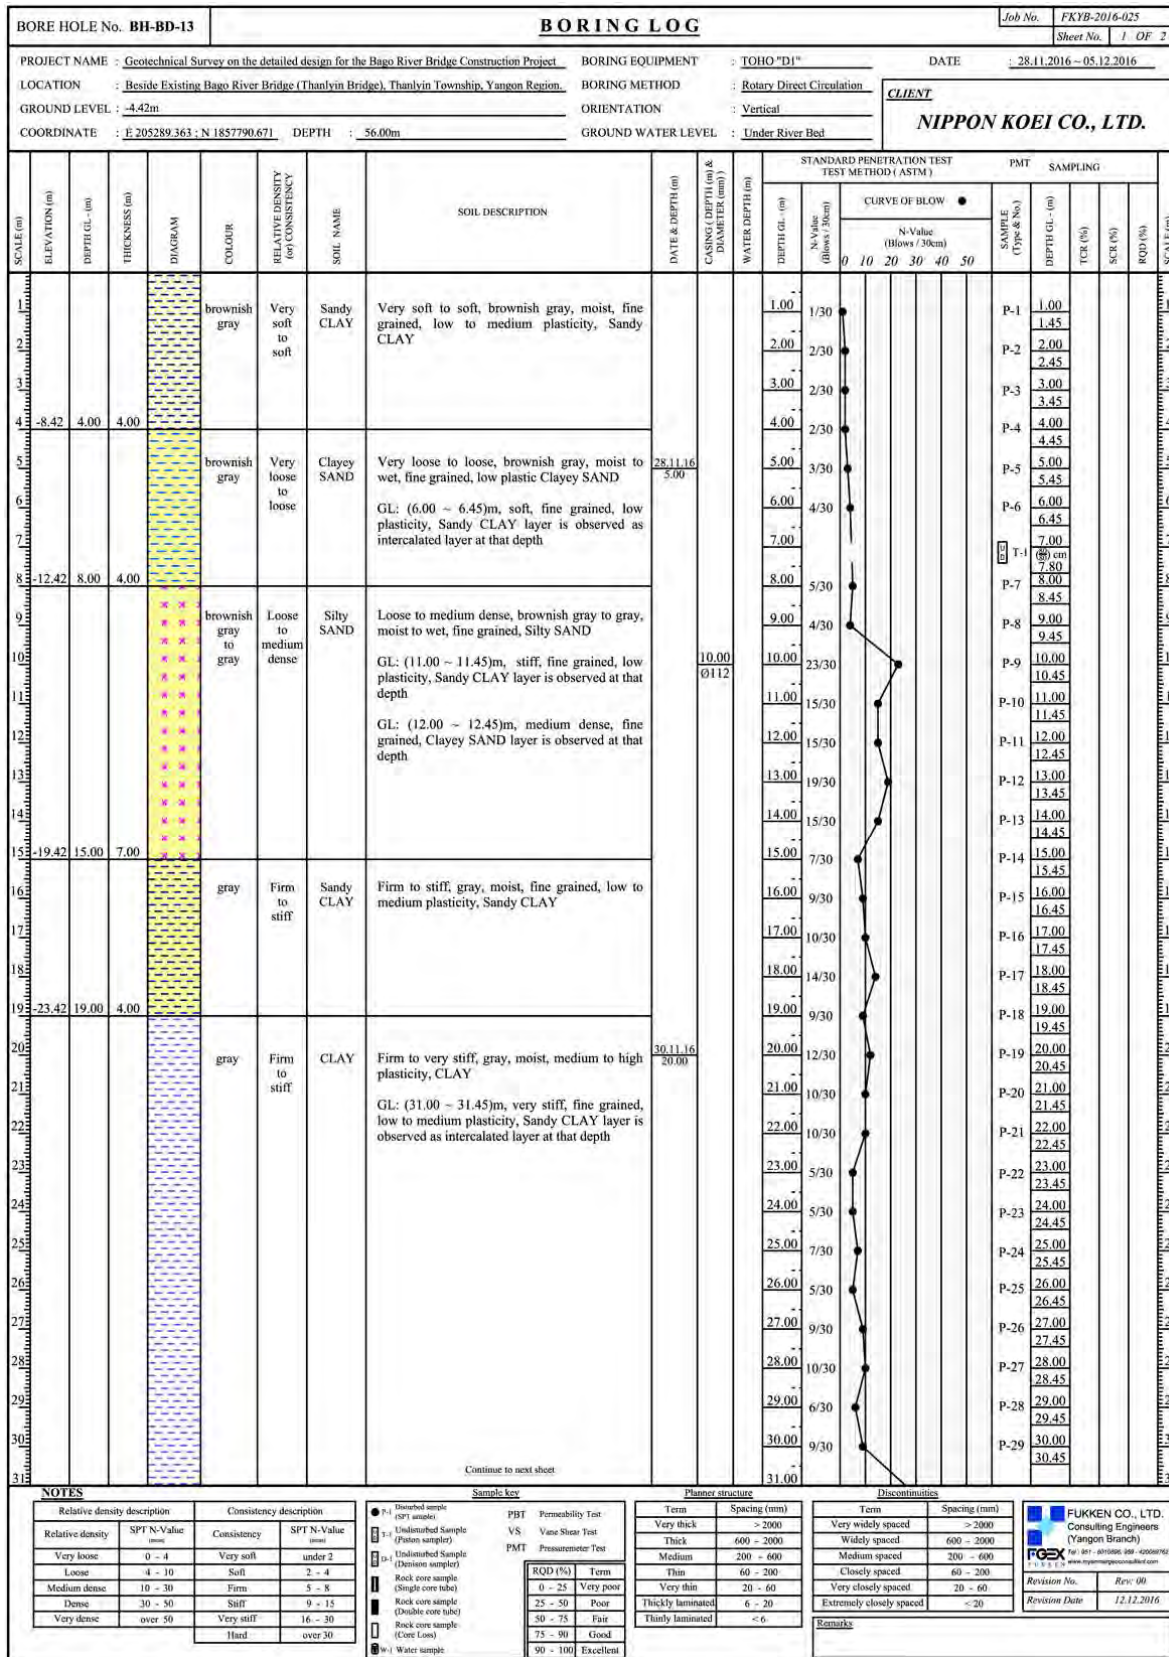 BORE HOLE No. BH-BD-13
BORING LOG
Job No. FKYB-2016-025
Sheet No. 1 OF 2
PROJECT NAME : Geotechnical Survey on the detailed design for the Bago River Bridge Construction Project
LOCATION : Beside Existing Bago River Bridge (Thanlyin Bridge), Thanlyin Township, Yangon Region.
GROUND LEVEL : -4.42m
COORDINATE : E 205289.363 ; N 1857790.671 DEPTH : 56.00m
BORING EQUIPMENT : TOHO "D1"
BORING METHOD : Rotary Direct Circulation
ORIENTATION : Vertical
GROUND WATER LEVEL : Under River Bed
DATE : 28.11.2016 ~ 05.12.2016
CLIENT
NIPPON KOEI CO., LTD.
SCALE (m)
ELEVATION (m)
DEPTH GL - (m)
THICKNESS (m)
DIAGRAM
COLOUR
RELATIVE DENSITY (or) CONSISTENCY
SOIL NAME
SOIL DESCRIPTION
DATE & DEPTH (m)
CASING ( DEPTH (m) & DIAMETER (mm) )
WATER DEPTH (m)
STANDARD PENETRATION TEST
TEST METHOD ( ASTM )
DEPTH GL - (m)
N-Value (Blows / 30cm)
CURVE OF BLOW ●
N-Value
(Blows / 30cm)
0 10 20 30 40 50
PMT SAMPLING
SAMPLE (Type & No.)
DEPTH GL - (m)
TCR (%)
SCR (%)
RQD (%)
SCALE (m)
brownish gray
Very soft to soft
Sandy CLAY
Very soft to soft, brownish gray, moist, fine
grained, low to medium plasticity, Sandy
CLAY
4 -8.42 4.00 4.00
brownish gray
Very loose to loose
Clayey SAND
Very loose to loose, brownish gray, moist to
wet, fine grained, low plastic Clayey SAND
GL: (6.00 ~ 6.45)m, soft, fine grained, low
plasticity, Sandy CLAY layer is observed as
intercalated layer at that depth
28.11.16
5.00
8 -12.42 8.00 4.00
brownish gray to gray
Loose to medium dense
Silty SAND
Loose to medium dense, brownish gray to gray,
moist to wet, fine grained, Silty SAND
GL: (11.00 ~ 11.45)m, stiff, fine grained, low
plasticity, Sandy CLAY layer is observed at that
depth
GL: (12.00 ~ 12.45)m, medium dense, fine
grained, Clayey SAND layer is observed at that
depth
10.00
Ø112
15 -19.42 15.00 7.00
gray
Firm to stiff
Sandy CLAY
Firm to stiff, gray, moist, fine grained, low to
medium plasticity, Sandy CLAY
19 -23.42 19.00 4.00
gray
Firm to stiff
CLAY
Firm to very stiff, gray, moist, medium to high
plasticity, CLAY
GL: (31.00 ~ 31.45)m, very stiff, fine grained,
low to medium plasticity, Sandy CLAY layer is
observed as intercalated layer at that depth
30.11.16
20.00
Continue to next sheet
1 1.00 1/30 P-1 1.00 1.45
2 2.00 2/30 P-2 2.00 2.45
3 3.00 2/30 P-3 3.00 3.45
4 4.00 2/30 P-4 4.00 4.45
5 5.00 3/30 P-5 5.00 5.45
6 6.00 4/30 P-6 6.00 6.45
7 7.00 T-1 7.00 cm 7.80
8 8.00 5/30 P-7 8.00 8.45
9 9.00 4/30 P-8 9.00 9.45
10 10.00 23/30 P-9 10.00 10.45
11 11.00 15/30 P-10 11.00 11.45
12 12.00 15/30 P-11 12.00 12.45
13 13.00 19/30 P-12 13.00 13.45
14 14.00 15/30 P-13 14.00 14.45
15 15.00 7/30 P-14 15.00 15.45
16 16.00 9/30 P-15 16.00 16.45
17 17.00 10/30 P-16 17.00 17.45
18 18.00 14/30 P-17 18.00 18.45
19 19.00 9/30 P-18 19.00 19.45
20 20.00 12/30 P-19 20.00 20.45
21 21.00 10/30 P-20 21.00 21.45
22 22.00 10/30 P-21 22.00 22.45
23 23.00 5/30 P-22 23.00 23.45
24 24.00 5/30 P-23 24.00 24.45
25 25.00 7/30 P-24 25.00 25.45
26 26.00 5/30 P-25 26.00 26.45
27 27.00 9/30 P-26 27.00 27.45
28 28.00 10/30 P-27 28.00 28.45
29 29.00 6/30 P-28 29.00 29.45
30 30.00 9/30 P-29 30.00 30.45
31 31.00
NOTES
Relative density description Consistency description
Relative density SPT N-Value Consistency SPT N-Value
Very loose 0 - 4 Very soft under 2
Loose 4 - 10 Soft 2 - 4
Medium dense 10 - 30 Firm 5 - 8
Dense 30 - 50 Stiff 9 - 15
Very dense over 50 Very stiff 16 - 30
Hard over 30
Sample key
P-1 Disturbed sample (SPT sample)
T-1 Undisturbed Sample (Piston sampler)
D-1 Undisturbed Sample (Denison sampler)
Rock core sample (Single core tube)
Rock core sample (Double core tube)
Rock core sample (Core Loss)
W-1 Water sample
PBT Permeability Test
VS Vane Shear Test
PMT Pressuremeter Test
RQD (%) Term
0 - 25 Very poor
25 - 50 Poor
50 - 75 Fair
75 - 90 Good
90 - 100 Excellent
Planner structure
Term Spacing (mm)
Very thick > 2000
Thick 600 - 2000
Medium 200 - 600
Thin 60 - 200
Very thin 20 - 60
Thickly laminated 6 - 20
Thinly laminated < 6
Discontinuities
Term Spacing (mm)
Very widely spaced > 2000
Widely spaced 600 - 2000
Medium spaced 200 - 600
Closely spaced 60 - 200
Very closely spaced 20 - 60
Extremely closely spaced < 20
Remarks
FUKKEN CO., LTD.
Consulting Engineers
(Yangon Branch)
FGEX
FUKKEN
Revision No. Rev: 00
Revision Date 12.12.2016